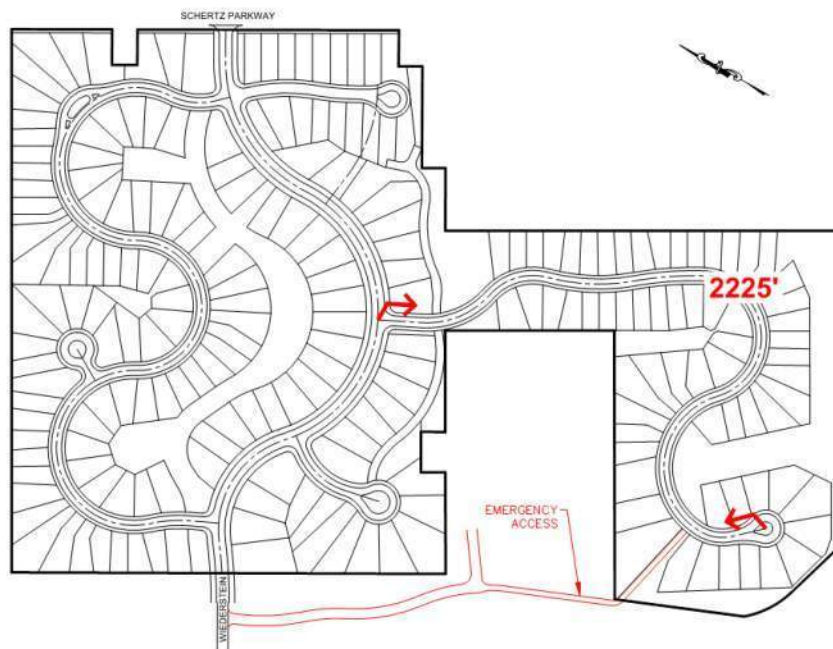 SCHERTZ PARKWAY
2225'
EMERGENCY
ACCESS
WIEDERSTEIN